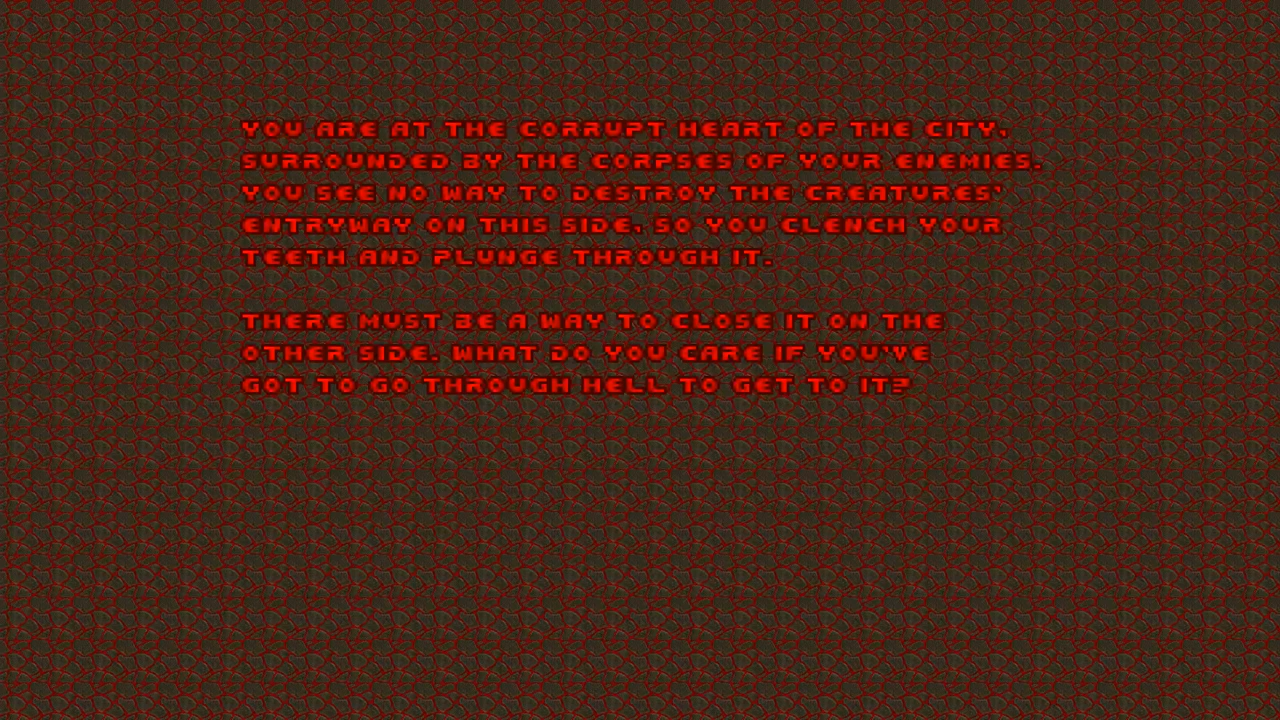 YOU ARE AT THE CORRUPT HEART OF THE CITY,
SURROUNDED BY THE CORPSES OF YOUR ENEMIES.
YOU SEE NO WAY TO DESTROY THE CREATURES'
ENTRYWAY ON THIS SIDE, SO YOU CLENCH YOUR
TEETH AND PLUNGE THROUGH IT.

THERE MUST BE A WAY TO CLOSE IT ON THE
OTHER SIDE. WHAT DO YOU CARE IF YOU'VE
GOT TO GO THROUGH HELL TO GET TO IT?